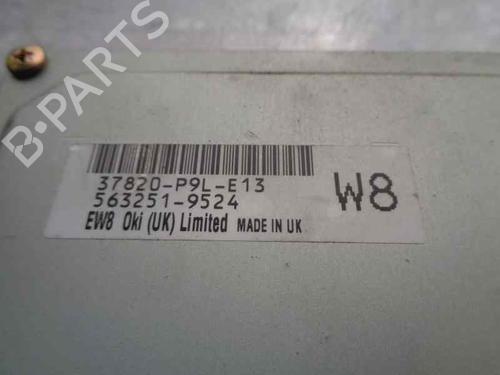 B-PARTS
37820-P9L-E13
563251-9524
W8
EW8 Oki (UK) Limited MADE IN UK